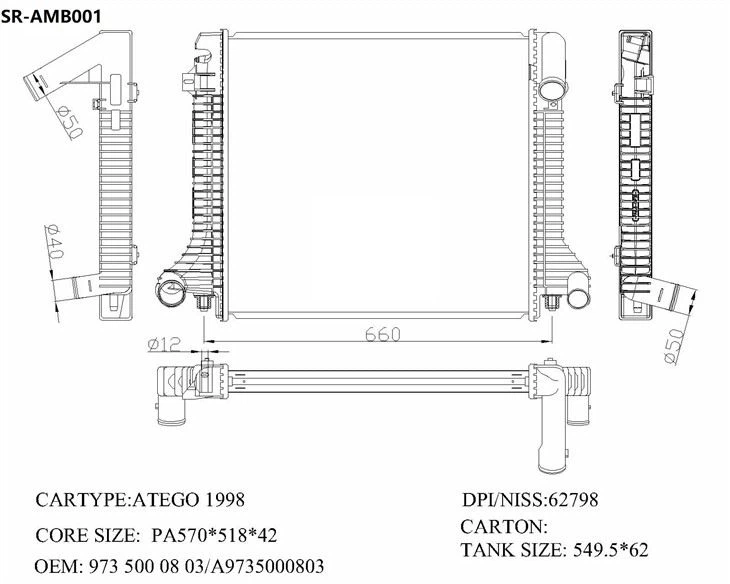 SR-AMB001
Ø50
Ø40
660
Ø50
Ø12
CARTYPE:ATEGO 1998
DPI/NISS:62798
CORE SIZE: PA570*518*42
CARTON:
OEM: 973 500 08 03/A9735000803
TANK SIZE: 549.5*62